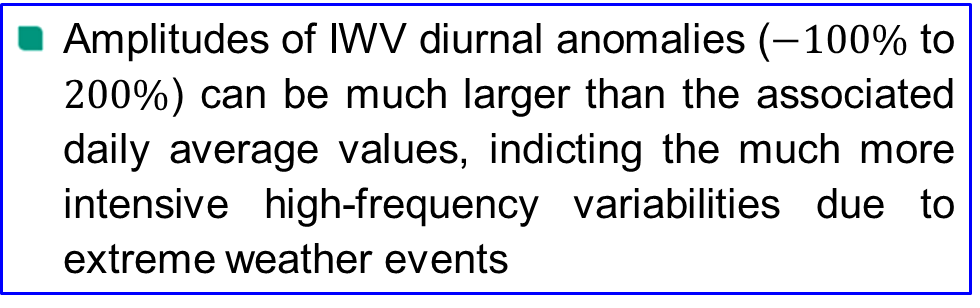 Amplitudes of IWV diurnal anomalies (−100% to
200%) can be much larger than the associated
daily average values, indicting the much more
intensive high-frequency variabilities due to
extreme weather events